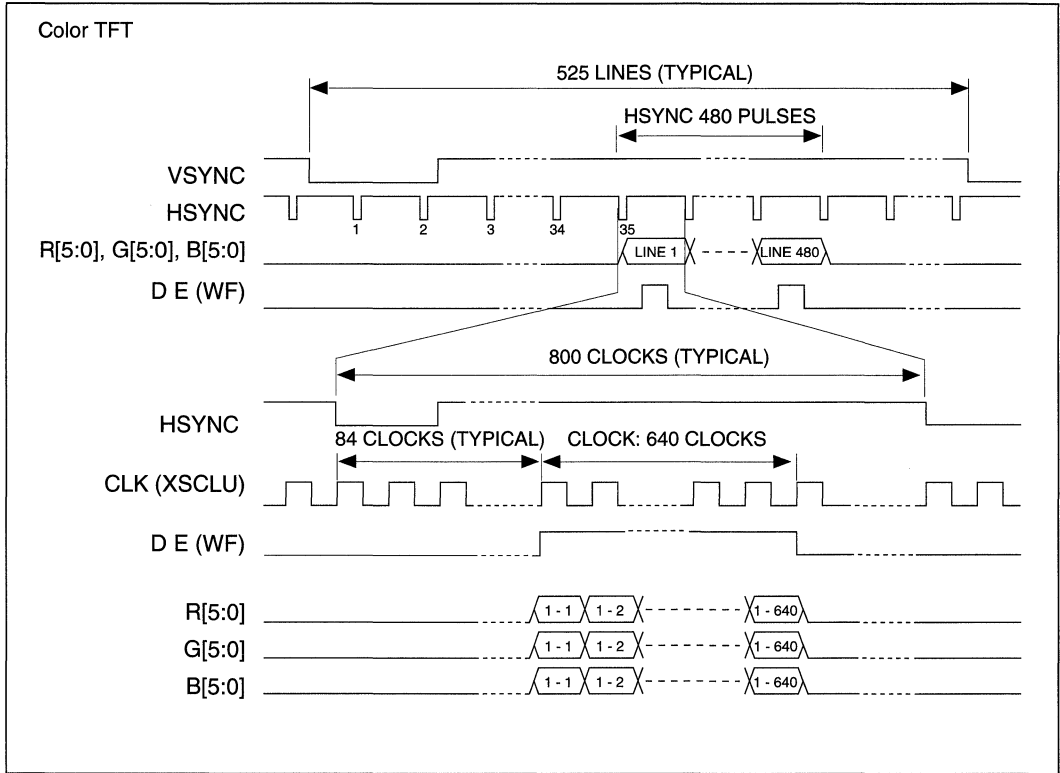 Color TFT
525 LINES (TYPICAL)
HSYNC 480 PULSES
VSYNC
HSYNC
1 2 3 34 35
R[5:0], G[5:0], B[5:0]
LINE 1 LINE 480
D E (WF)
800 CLOCKS (TYPICAL)
HSYNC
84 CLOCKS (TYPICAL) CLOCK: 640 CLOCKS
CLK (XSCLU)
D E (WF)
R[5:0] 1 - 1 1 - 2 1 - 640
G[5:0] 1 - 1 1 - 2 1 - 640
B[5:0] 1 - 1 1 - 2 1 - 640